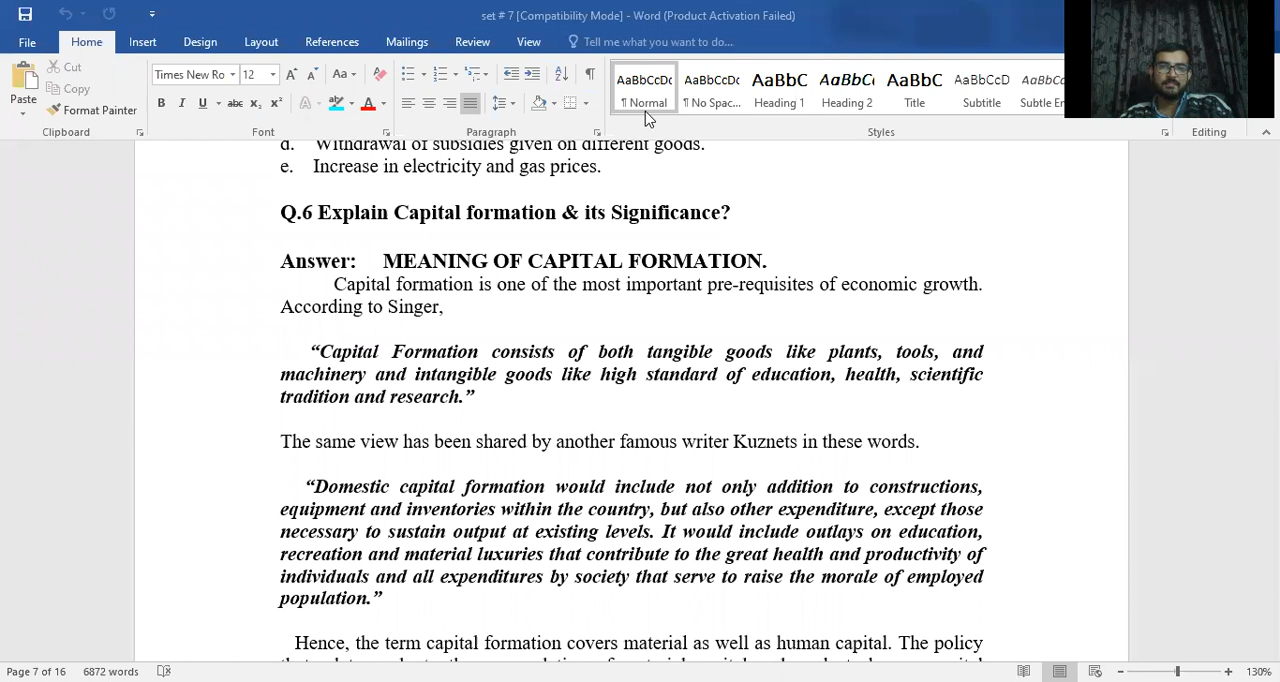 set # 7 [Compatibility Mode] - Word (Product Activation Failed)
File Home Insert Design Layout References Mailings Review View Tell me what you want to do...
Cut
Copy
Format Painter
Paste
Clipboard
Times New Ro 12
Font
Paragraph
AaBbCcDc AaBbCcDc AaBbC AaBbCc AaBbC AaBbCcD AaBbCc
¶ Normal ¶ No Spac... Heading 1 Heading 2 Title Subtitle Subtle Em
Styles
Editing
d. Withdrawal of subsidies given on different goods.
e. Increase in electricity and gas prices.
Q.6 Explain Capital formation & its Significance?
Answer: MEANING OF CAPITAL FORMATION.
Capital formation is one of the most important pre-requisites of economic growth.
According to Singer,
“Capital Formation consists of both tangible goods like plants, tools, and
machinery and intangible goods like high standard of education, health, scientific
tradition and research.”
The same view has been shared by another famous writer Kuznets in these words.
“Domestic capital formation would include not only addition to constructions,
equipment and inventories within the country, but also other expenditure, except those
necessary to sustain output at existing levels. It would include outlays on education,
recreation and material luxuries that contribute to the great health and productivity of
individuals and all expenditures by society that serve to raise the morale of employed
population.”
Hence, the term capital formation covers material as well as human capital. The policy
Page 7 of 16 6872 words 130%